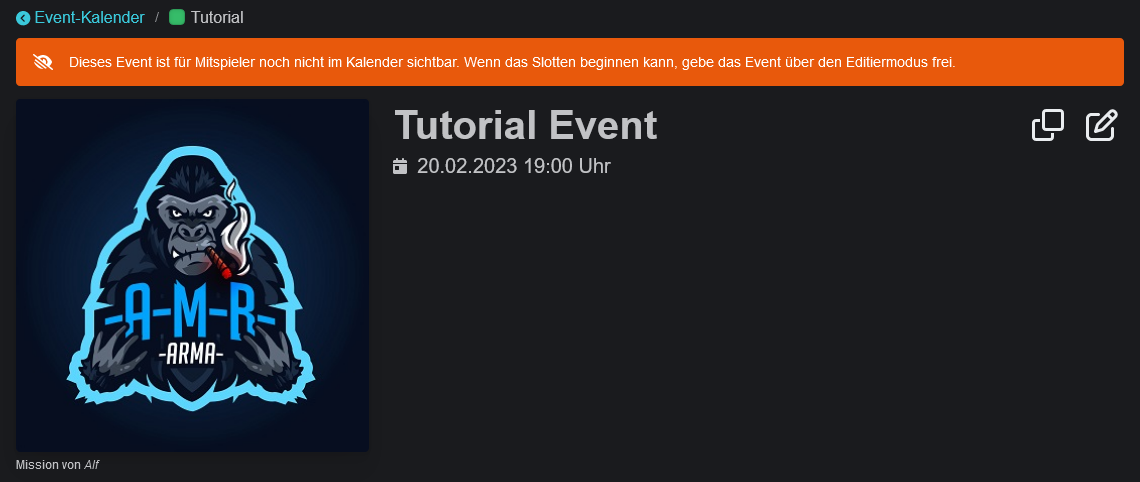 Event-Kalender / Tutorial
Dieses Event ist für Mitspieler noch nicht im Kalender sichtbar. Wenn das Slotten beginnen kann, gebe das Event über den Editiermodus frei.
Tutorial Event
20.02.2023 19:00 Uhr
-A-M-R-
-ARMA-
Mission von Alf